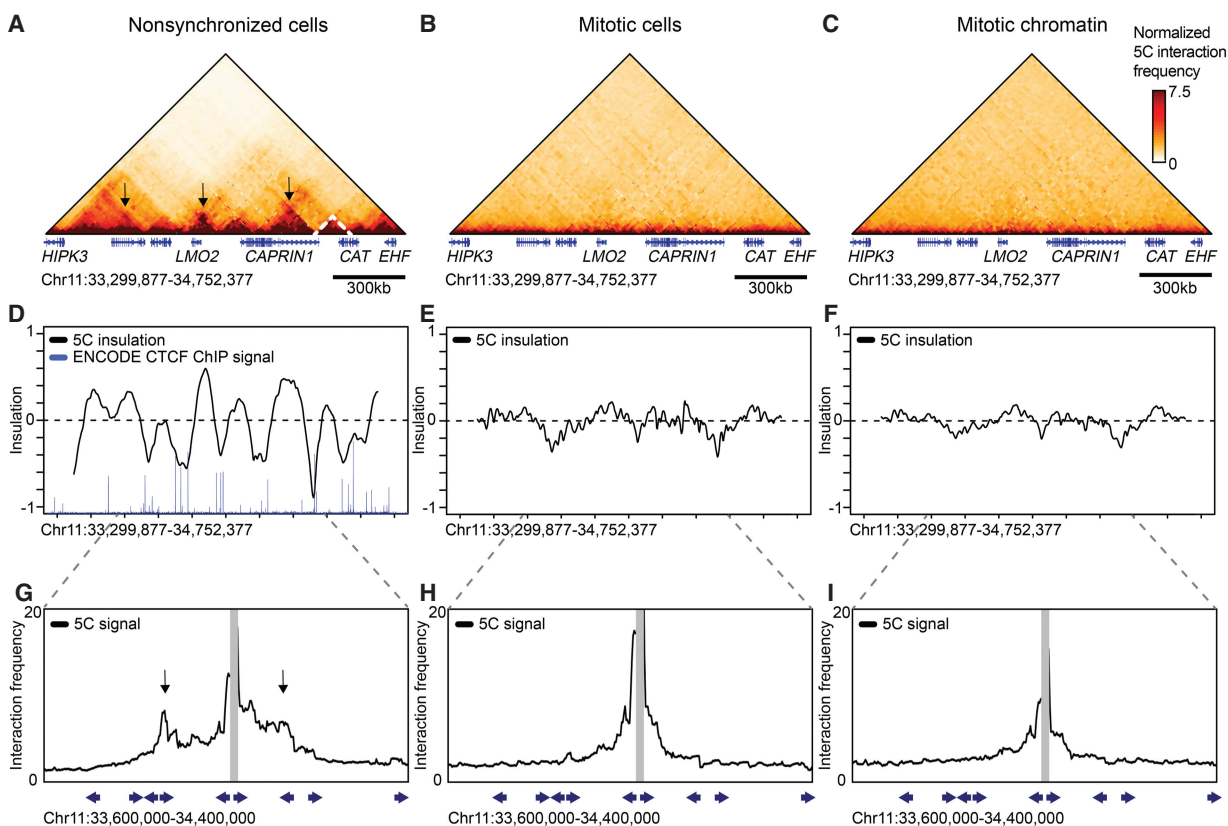 A Nonsynchronized cells
B Mitotic cells
C Mitotic chromatin
Normalized
5C interaction
frequency
7.5
0
HIPK3 LMO2 CAPRIN1 CAT EHF
Chr11:33,299,877-34,752,377
300kb
HIPK3 LMO2 CAPRIN1 CAT EHF
Chr11:33,299,877-34,752,377
300kb
HIPK3 LMO2 CAPRIN1 CAT EHF
Chr11:33,299,877-34,752,377
300kb
D
1
0
-1
Insulation
5C insulation
ENCODE CTCF ChIP signal
Chr11:33,299,877-34,752,377
E
1
0
-1
Insulation
5C insulation
Chr11:33,299,877-34,752,377
F
1
0
-1
Insulation
5C insulation
Chr11:33,299,877-34,752,377
G
20
0
Interaction frequency
5C signal
Chr11:33,600,000-34,400,000
H
20
0
Interaction frequency
5C signal
Chr11:33,600,000-34,400,000
I
20
0
Interaction frequency
5C signal
Chr11:33,600,000-34,400,000